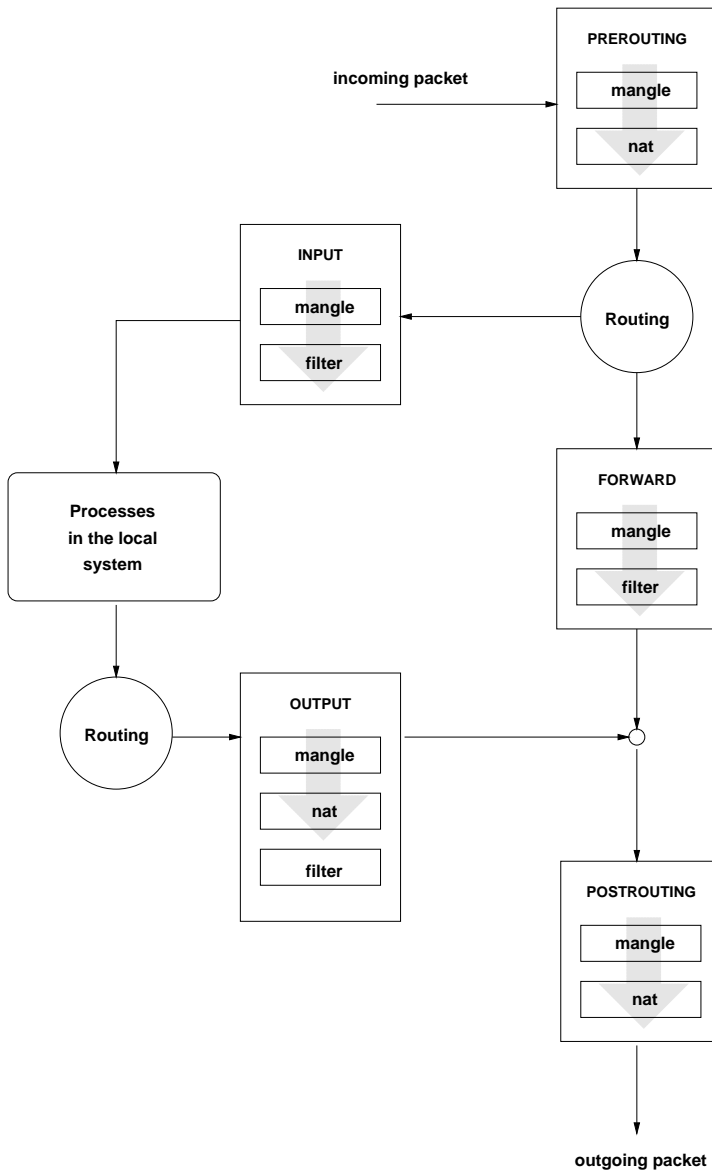 PREROUTING
incoming packet
mangle
nat
INPUT
mangle
filter
Routing
FORWARD
mangle
filter
Processes
in the local
system
Routing
OUTPUT
mangle
nat
filter
POSTROUTING
mangle
nat
outgoing packet